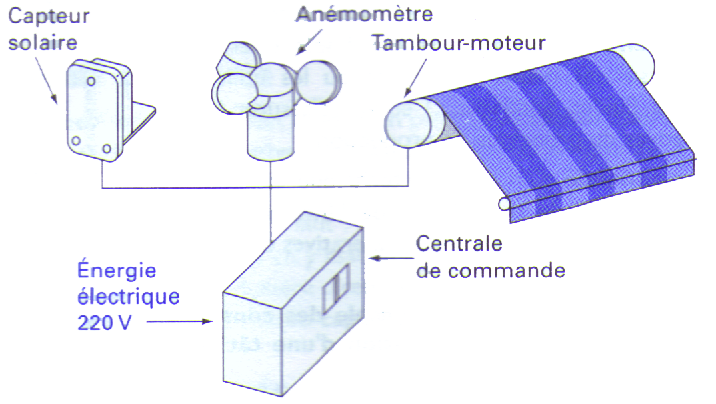 Capteur
solaire
Anémomètre
Tambour-moteur
Centrale
de commande
Énergie
électrique
220 V